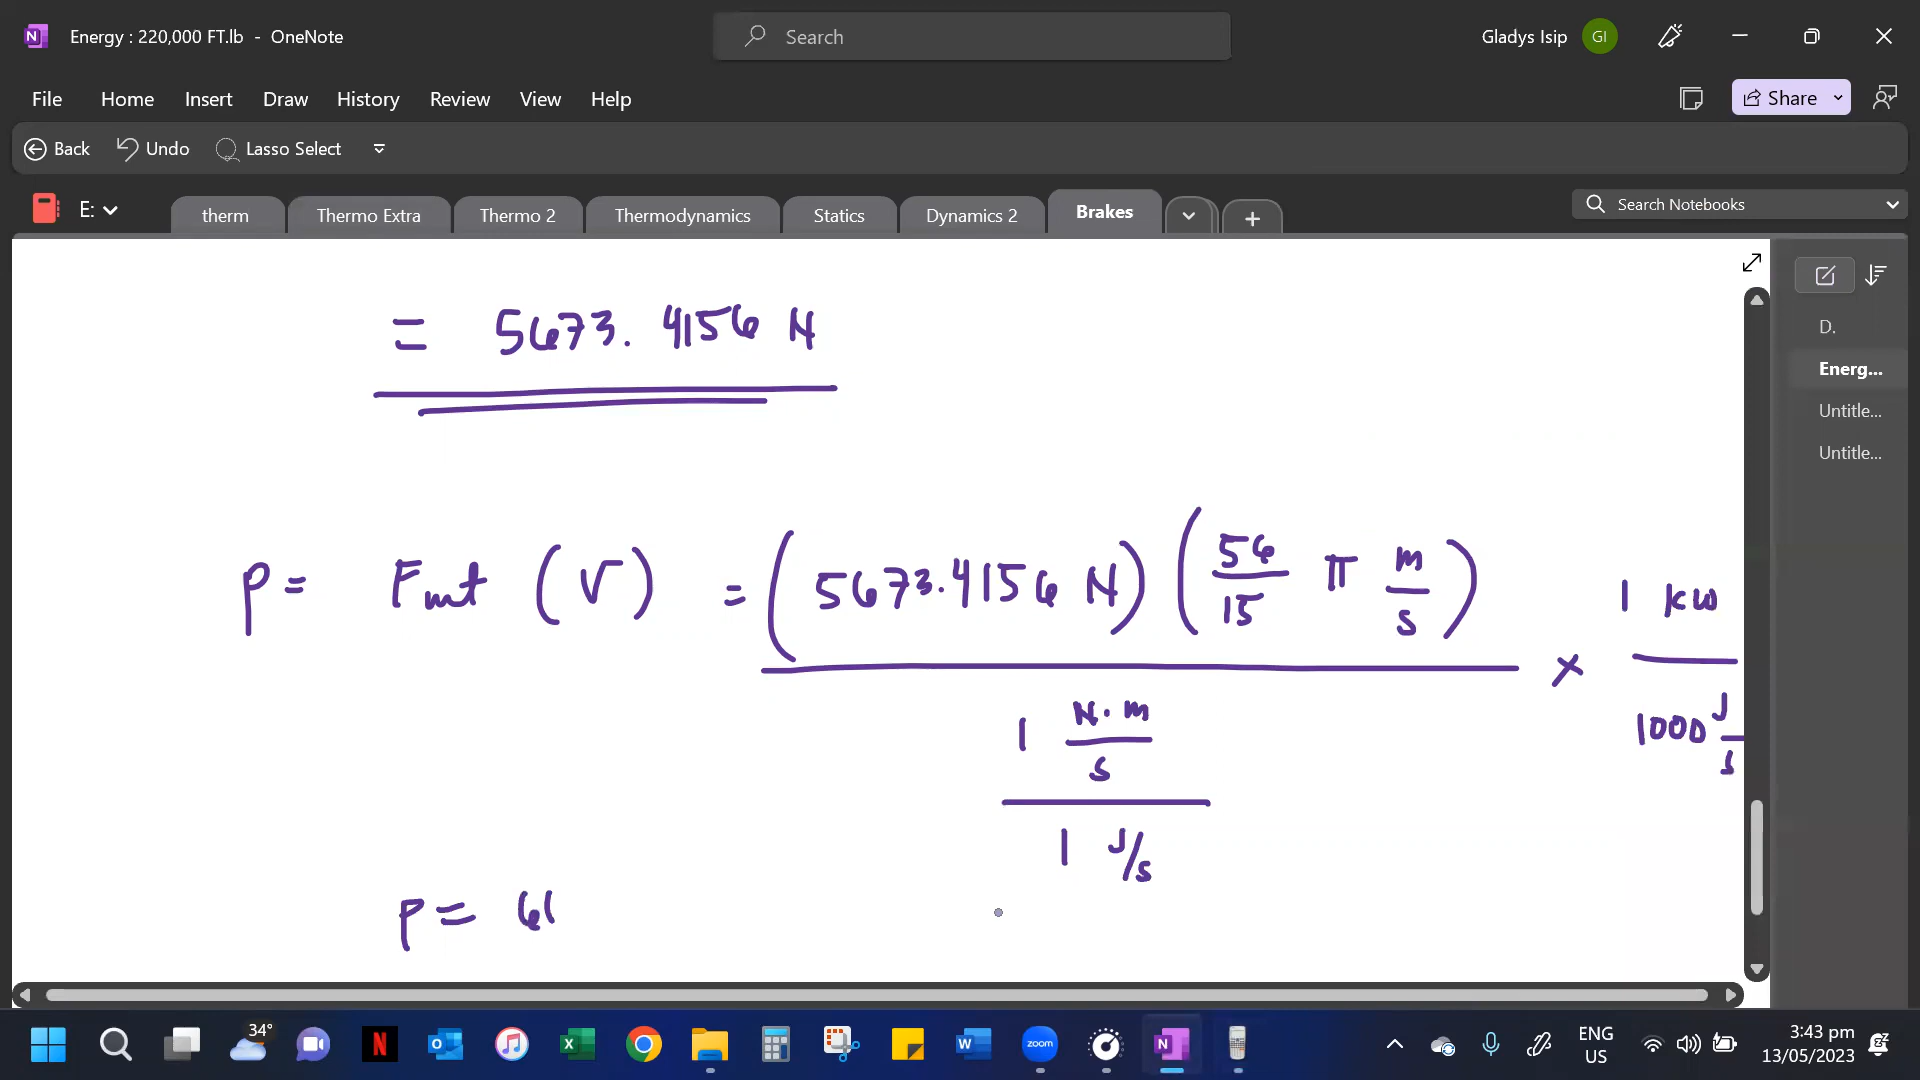 Energy : 220,000 FT.lb - OneNote
Search
Gladys Isip
GI
File Home Insert Draw History Review View Help
Share
Back Undo Lasso Select
E:
therm Thermo Extra Thermo 2 Thermodynamics Statics Dynamics 2 Brakes
Search Notebooks
D.
Energ...
Untitle...
Untitle...
= 5673.4156 N
P = Fmt (V) = (5673.4156 N) (56/15 π m/s)
1 N·m/s
1 J/s
× 1 kW
1000 J/s
P = 61
34°
zoom
ENG
US
3:43 pm
13/05/2023